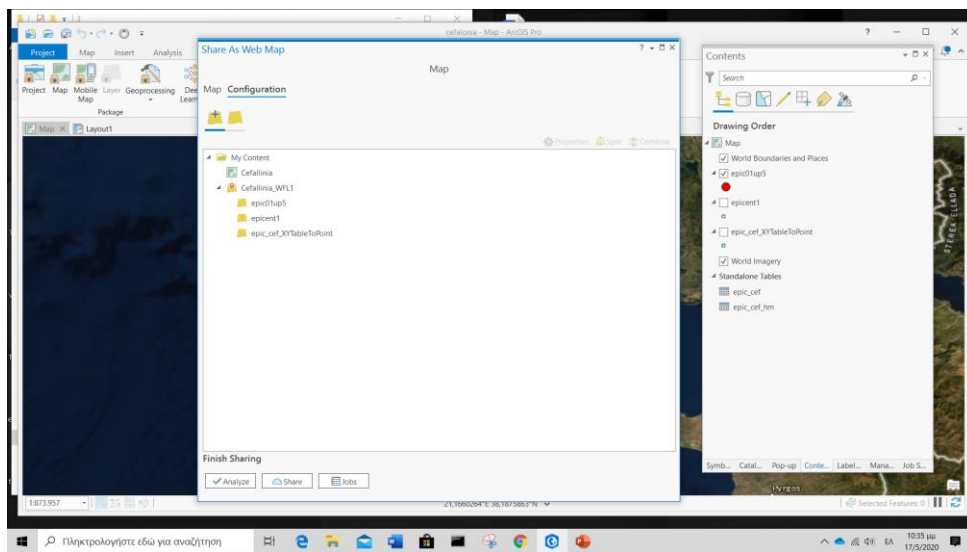 cefalosia - Map - ArcGIS Pro
Project Map Insert Analysis
Project Map Mobile Map Layer Geoprocessing
Package
Map Layout1
Share As Web Map
Map
Map Configuration
Properties Split Combine
My Content
Cefallinia
Cefallinia_WFL1
epic01up5
epicent1
epic_cef_XYTableToPoint
Finish Sharing
Analyze Share Jobs
Contents
Search
Drawing Order
Map
World Boundaries and Places
epic01up5
epicent1
epic_cef_XYTableToPoint
World Imagery
Standalone Tables
epic_cef
epic_cef_hm
Symb... Catal... Pop-up Conte... Label... Mana... Job S...
STEREA ELLADA
Pyrgos
1:873.957
Selected Features: 0
Πληκτρολογήστε εδώ για αναζήτηση
ΕΛ
10:35 μμ
17/5/2020